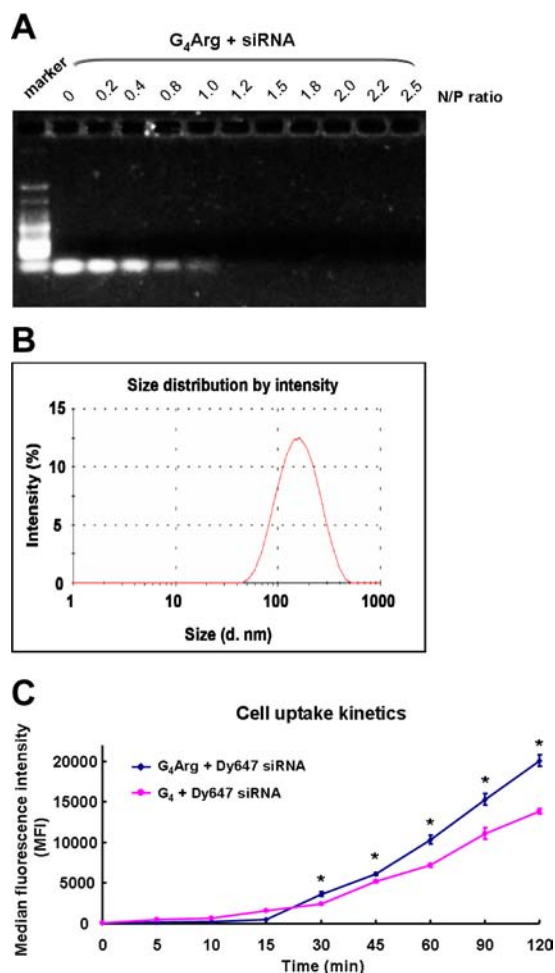 A
G₄Arg + siRNA
marker 0 0.2 0.4 0.8 1.0 1.2 1.5 1.8 2.0 2.2 2.5 N/P ratio
B
Size distribution by intensity
15
10
5
0
Intensity (%)
1 10 100 1000
Size (d. nm)
C
Cell uptake kinetics
Median fluorescence intensity
(MFI)
20000
15000
10000
5000
0
G₄Arg + Dy647 siRNA
G₄ + Dy647 siRNA
* * * * *
0 5 10 15 30 45 60 90 120
Time (min)